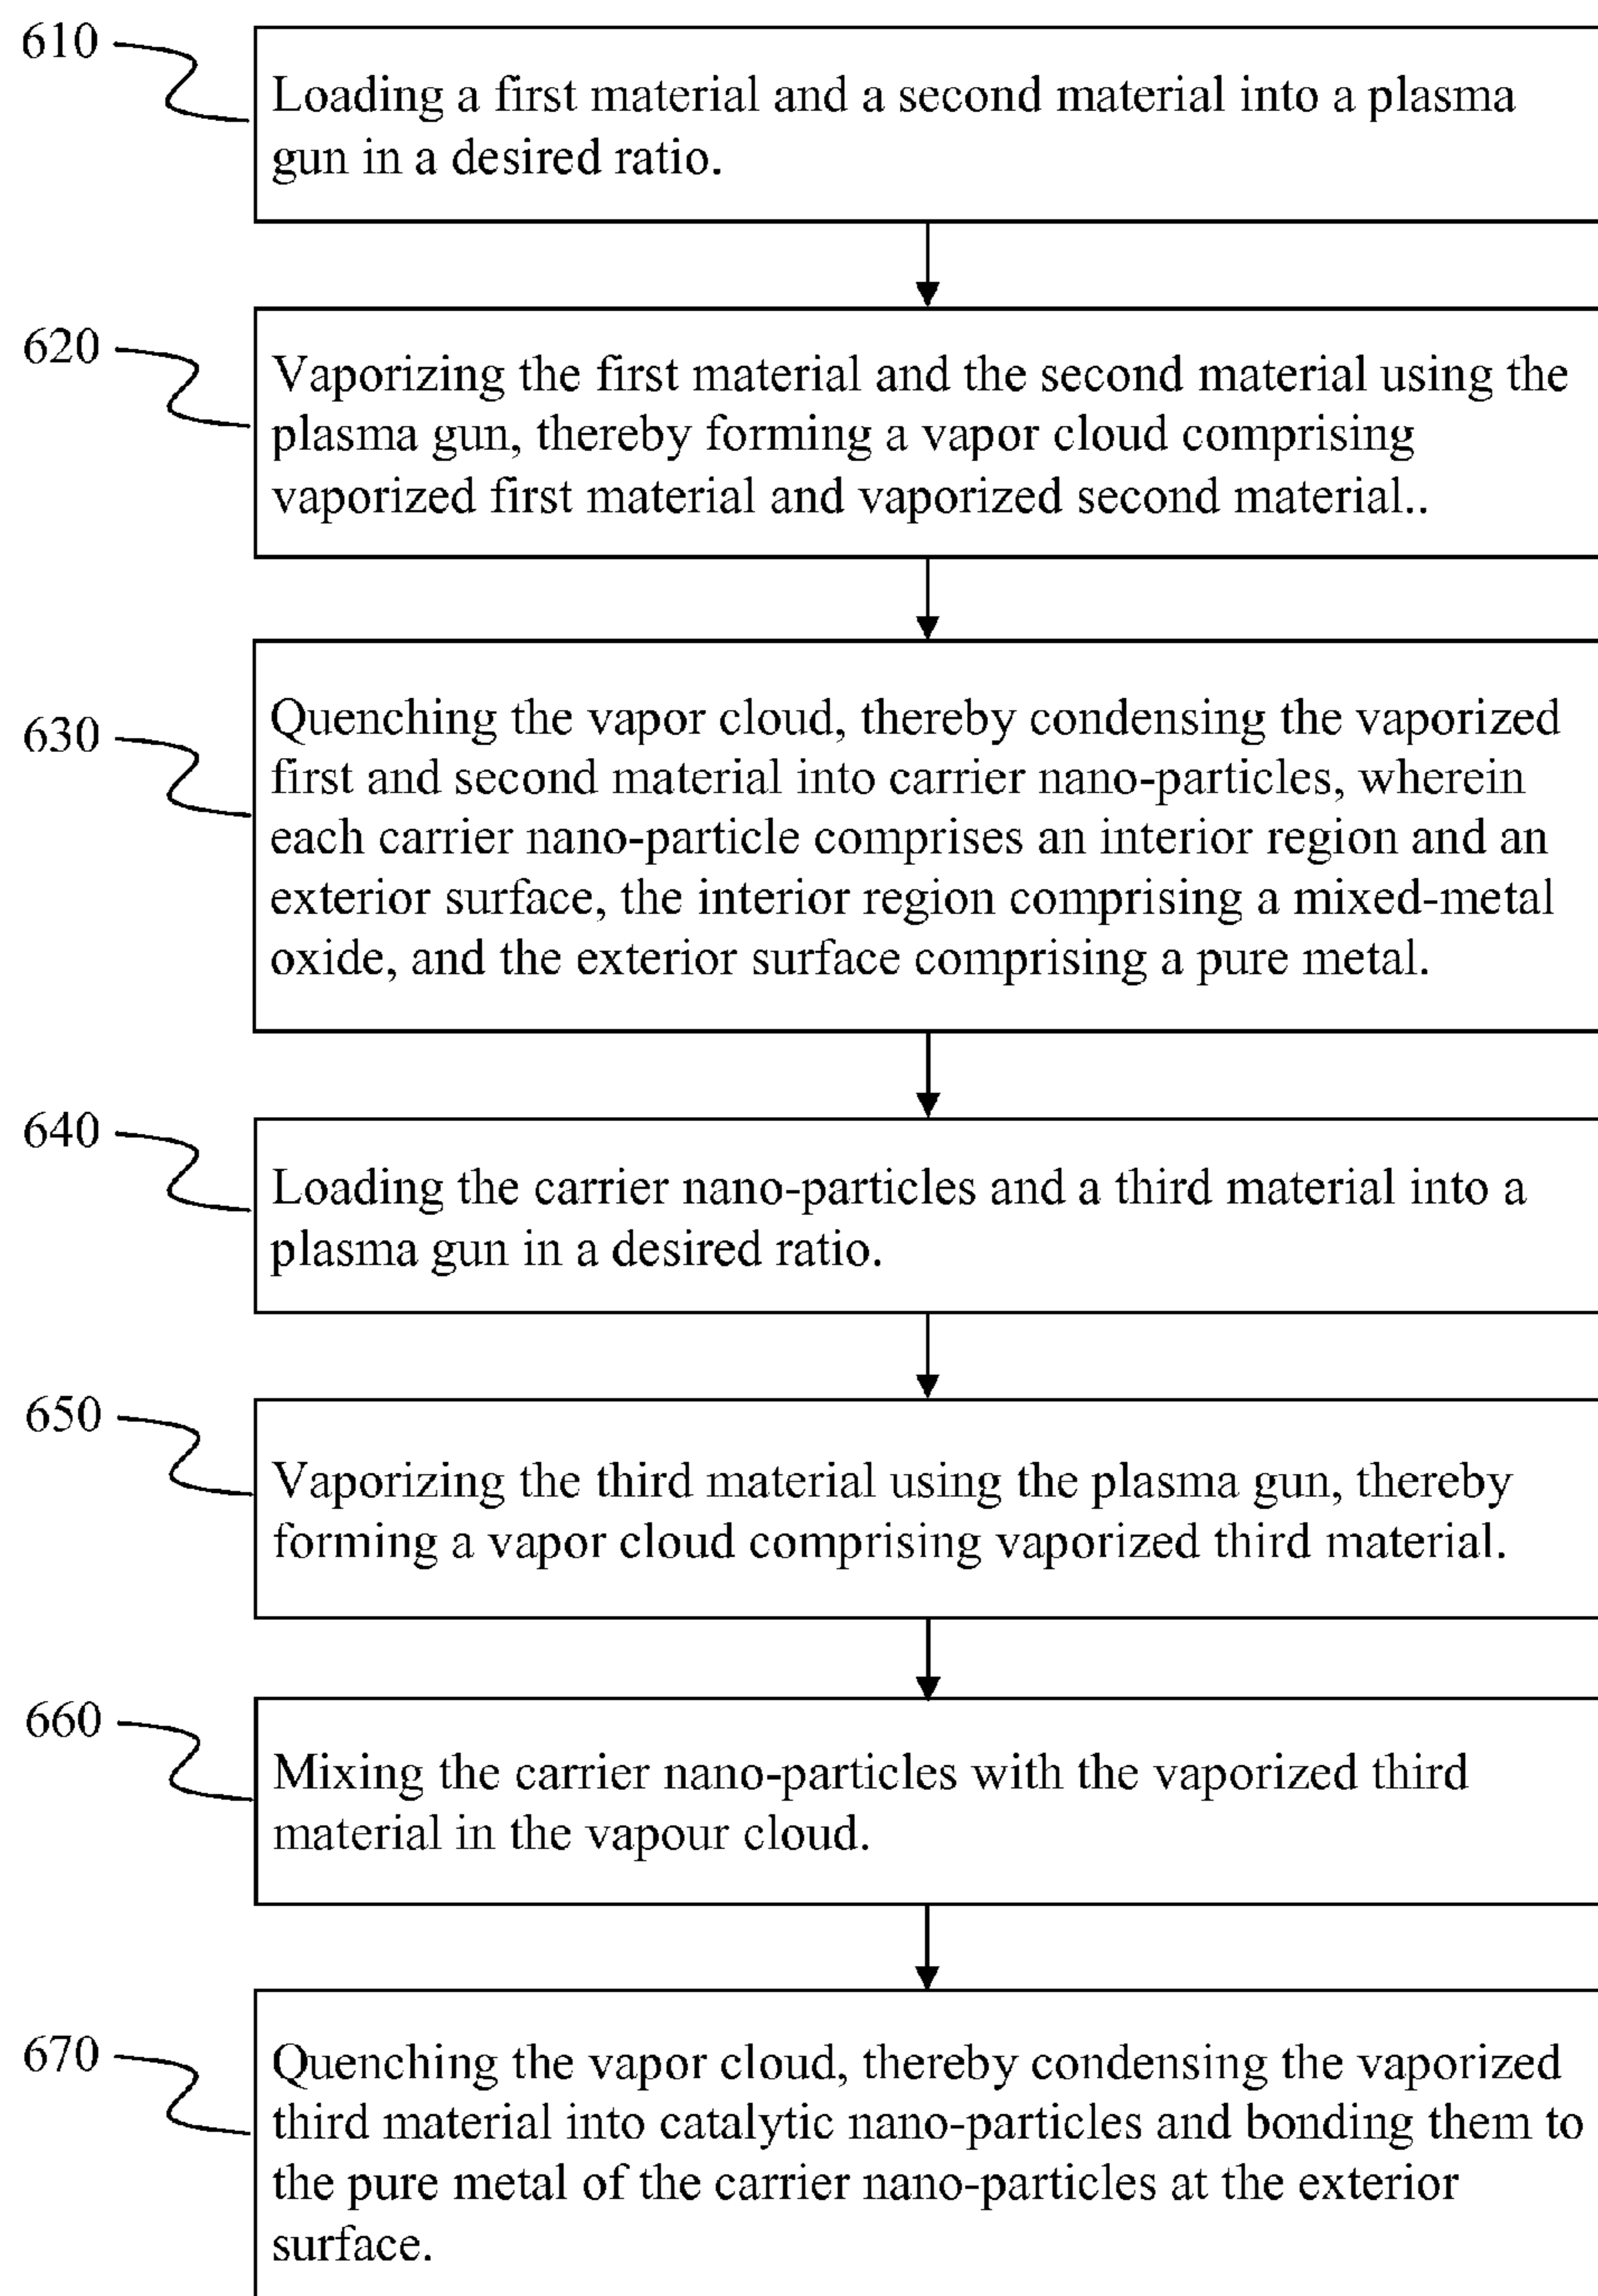 610
Loading a first material and a second material into a plasma
gun in a desired ratio.
620
Vaporizing the first material and the second material using the
plasma gun, thereby forming a vapor cloud comprising
vaporized first material and vaporized second material..
630
Quenching the vapor cloud, thereby condensing the vaporized
first and second material into carrier nano-particles, wherein
each carrier nano-particle comprises an interior region and an
exterior surface, the interior region comprising a mixed-metal
oxide, and the exterior surface comprising a pure metal.
640
Loading the carrier nano-particles and a third material into a
plasma gun in a desired ratio.
650
Vaporizing the third material using the plasma gun, thereby
forming a vapor cloud comprising vaporized third material.
660
Mixing the carrier nano-particles with the vaporized third
material in the vapour cloud.
670
Quenching the vapor cloud, thereby condensing the vaporized
third material into catalytic nano-particles and bonding them to
the pure metal of the carrier nano-particles at the exterior
surface.